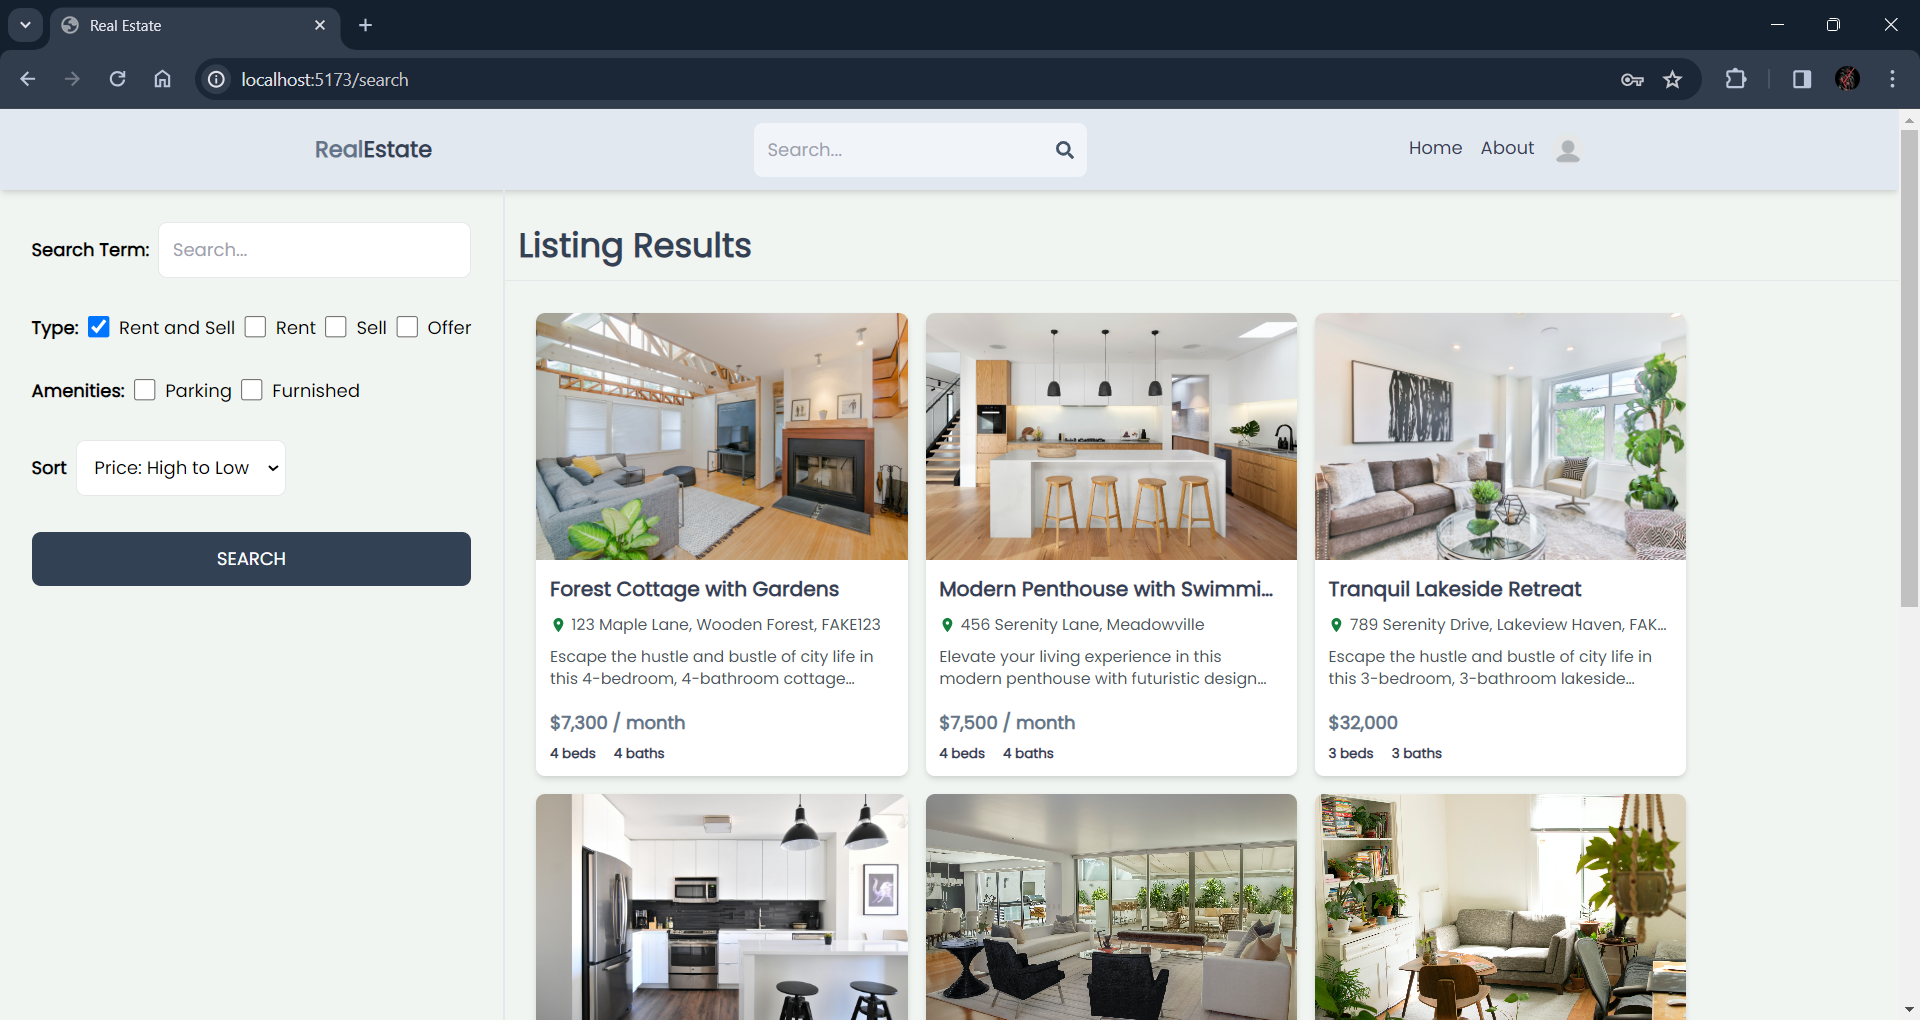 Real Estate
localhost:5173/search
RealEstate
Search...
Home
About
Search Term:
Search...
Type:
Rent and Sell
Rent
Sell
Offer
Amenities:
Parking
Furnished
Sort
Price: High to Low
SEARCH
Listing Results
Forest Cottage with Gardens
123 Maple Lane, Wooden Forest, FAKE123
Escape the hustle and bustle of city life in
this 4-bedroom, 4-bathroom cottage...
$7,300 / month
4 beds
4 baths
Modern Penthouse with Swimmi...
456 Serenity Lane, Meadowville
Elevate your living experience in this
modern penthouse with futuristic design...
$7,500 / month
4 beds
4 baths
Tranquil Lakeside Retreat
789 Serenity Drive, Lakeview Haven, FAK...
Escape the hustle and bustle of city life in
this 3-bedroom, 3-bathroom lakeside...
$32,000
3 beds
3 baths